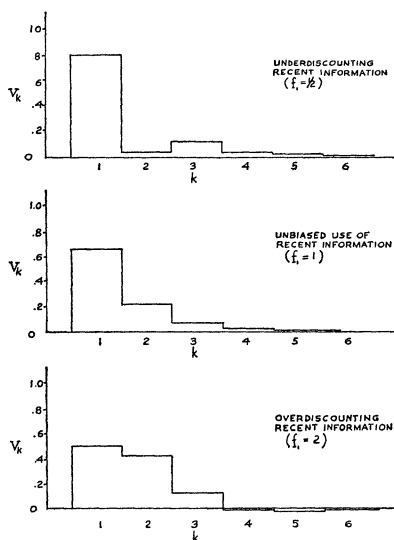 1.0
.8
.6
.4
.2
0
V_k
1 2 3 4 5 6
k
UNDERDISCOUNTING
RECENT INFORMATION
(f₁ = 1/2)
1.0
.8
.6
.4
.2
0
V_k
1 2 3 4 5 6
k
UNBIASED USE OF
RECENT INFORMATION
(f₁ = 1)
1.0
.8
.6
.4
.2
0
V_k
1 2 3 4 5 6
k
OVERDISCOUNTING
RECENT INFORMATION
(f₁ = 2)